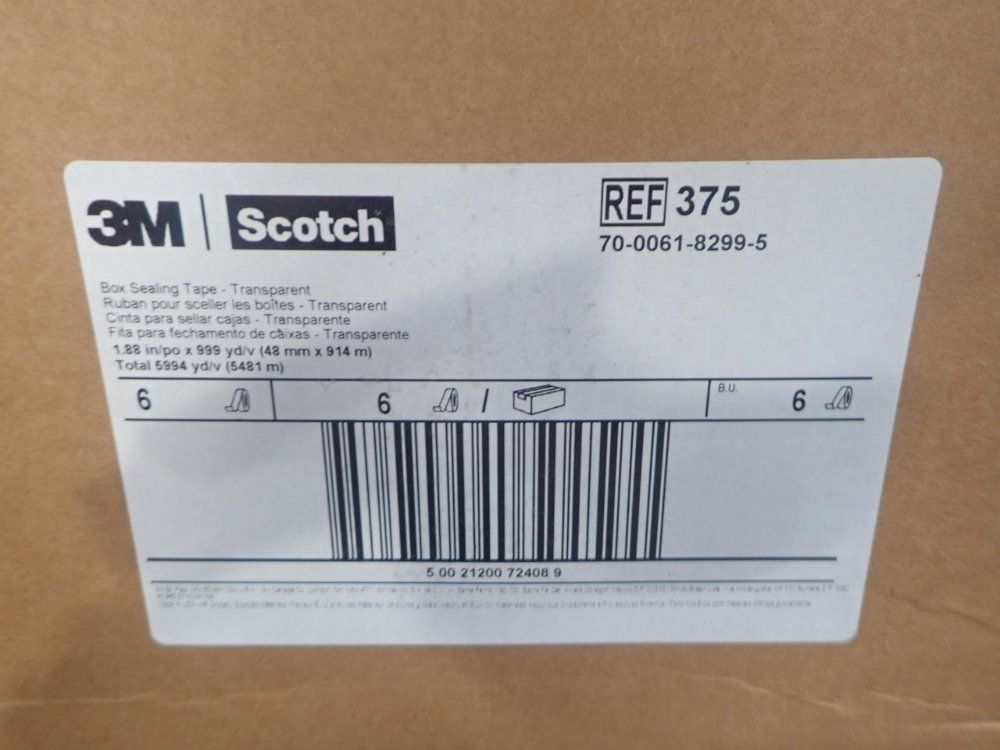 3M | Scotch
REF 375
70-0061-8299-5
Box Sealing Tape - Transparent
Ruban pour sceller les boîtes - Transparent
Cinta para sellar cajas - Transparente
Fita para fechamento de caixas - Transparente
1.88 in/po x 999 yd/v (48 mm x 914 m)
Total 5994 yd/v (5481 m)
6 6 / B.U. 6
5 00 21200 72408 9